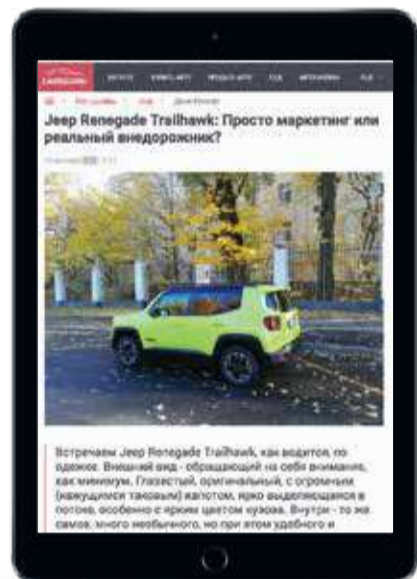 Jeep Renegade Trailhawk: Просто маркетинг или
реальный внедорожник?
Встречаем Jeep Renegade Trailhawk, как водится, по
одежке. Внешний вид - обращающий на себя внимание,
как минимум. Глазастый, оригинальный, с огромным
(кажущимся таковым) капотом, ярко выделяющаяся в
потоке, особенно с ярким цветом кузова. Внутри - то же
самое, много необычного, но при этом удобного и